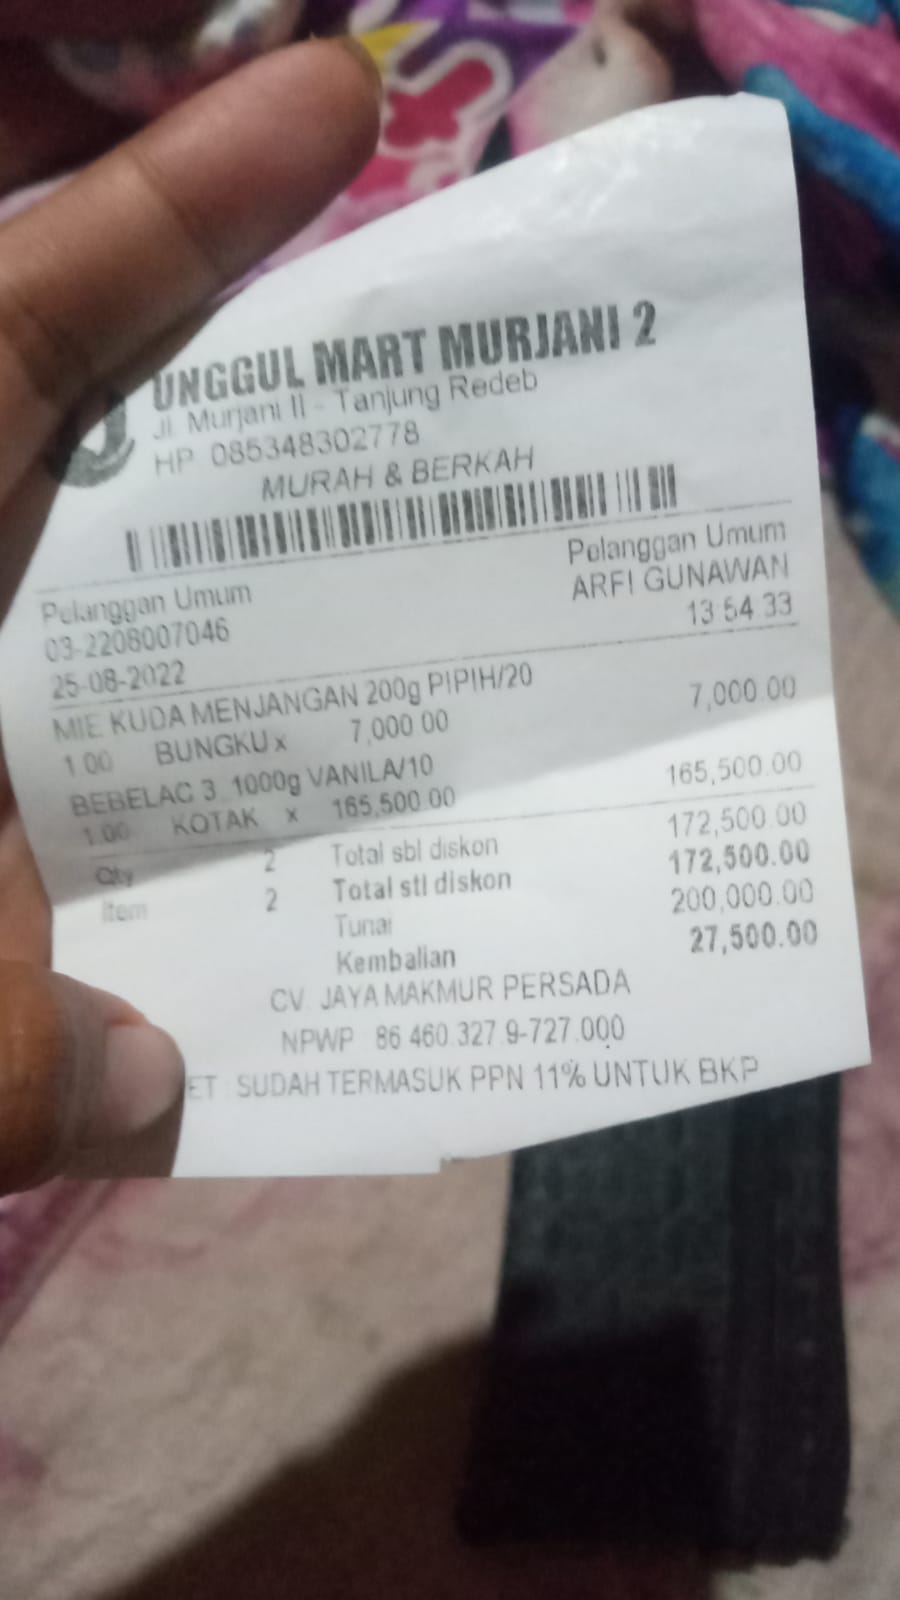 UNGGUL MART MURJANI 2
Jl. Murjani II - Tanjung Redeb
HP. 085348302778
MURAH & BERKAH
Pelanggan Umum Pelanggan Umum
03-2208007046 ARFI GUNAWAN
25-08-2022 13:54:33
MIE KUDA MENJANGAN 200g PIPIH/20
1.00 BUNGKU x 7,000.00 7,000.00
BEBELAC 3 1000g VANILA/10
1.00 KOTAK x 165,500.00 165,500.00
Qty 2 Total sbl diskon 172,500.00
Item 2 Total stl diskon 172,500.00
Tunai 200,000.00
Kembalian 27,500.00
CV. JAYA MAKMUR PERSADA
NPWP 86.460.327.9-727.000
ET : SUDAH TERMASUK PPN 11% UNTUK BKP